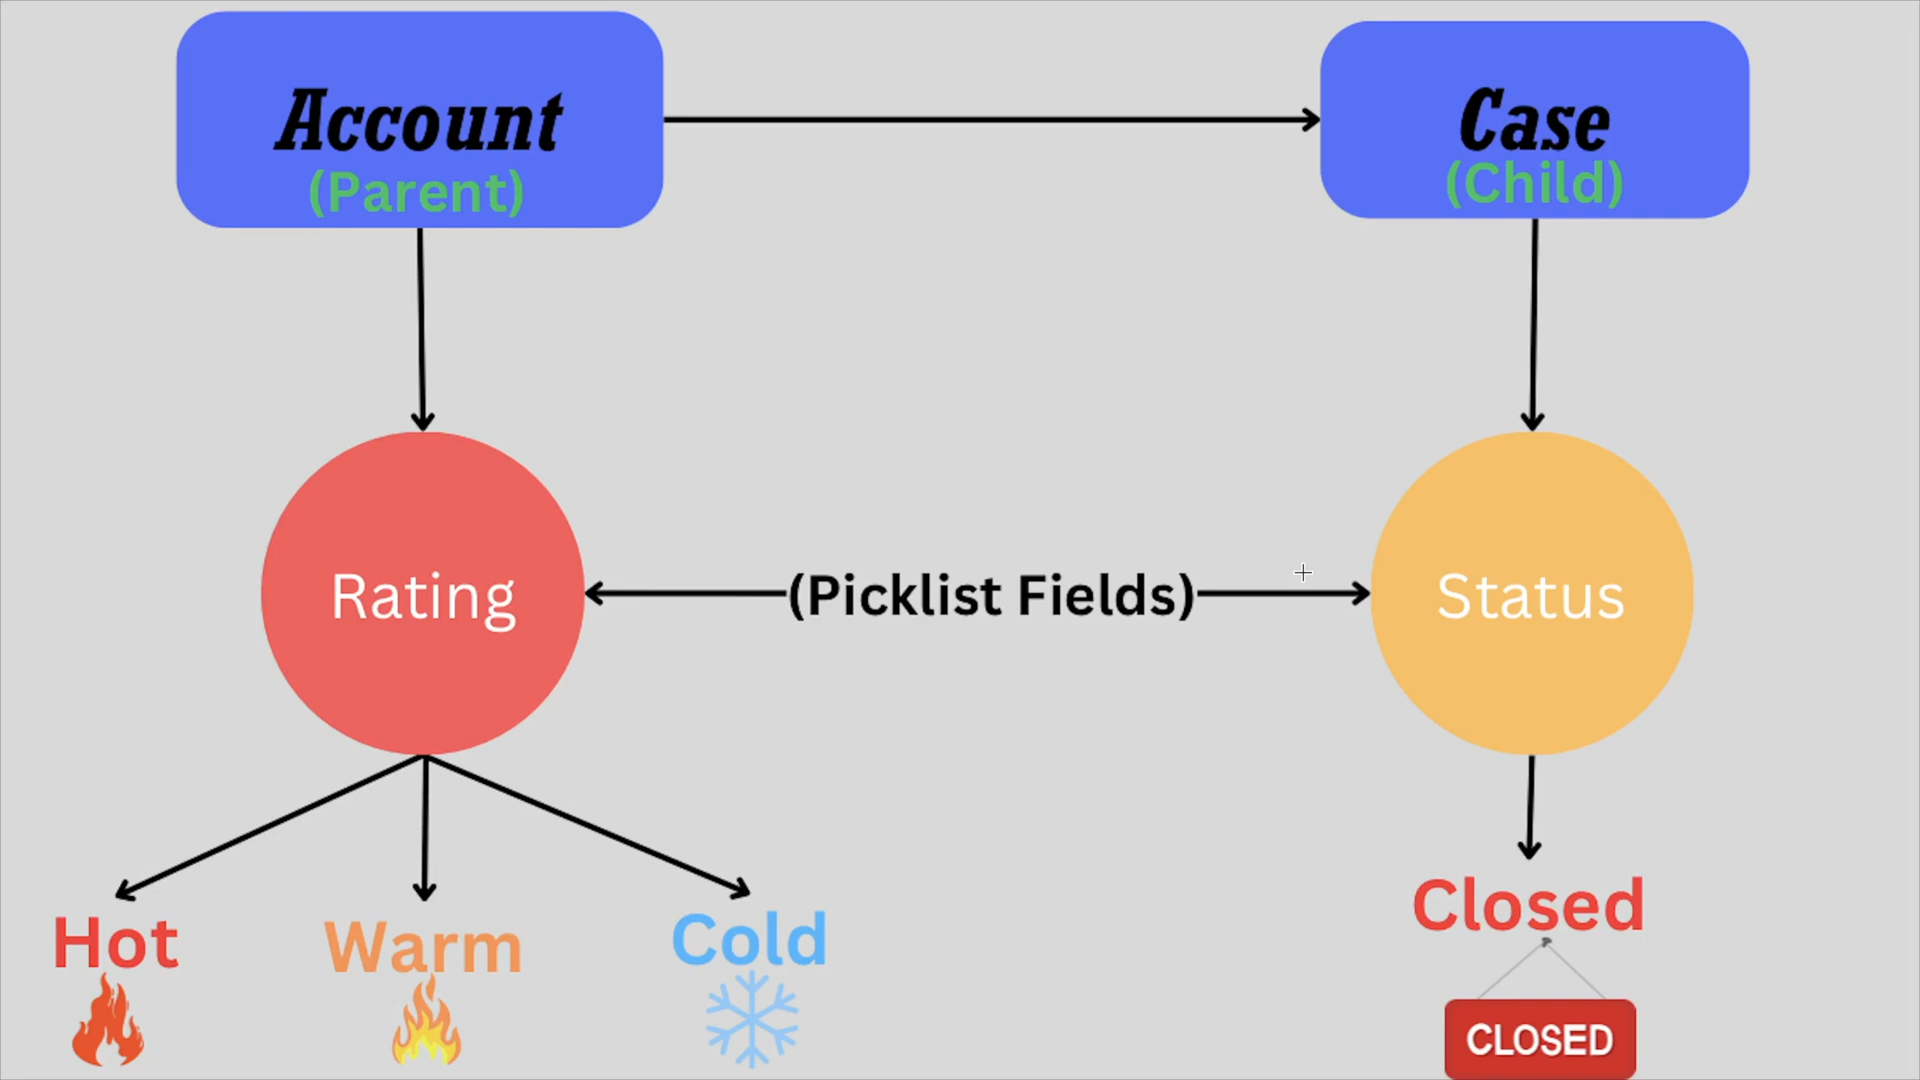 Account
(Parent)
Case
(Child)
Rating
(Picklist Fields)
Status
Hot
Warm
Cold
Closed
CLOSED